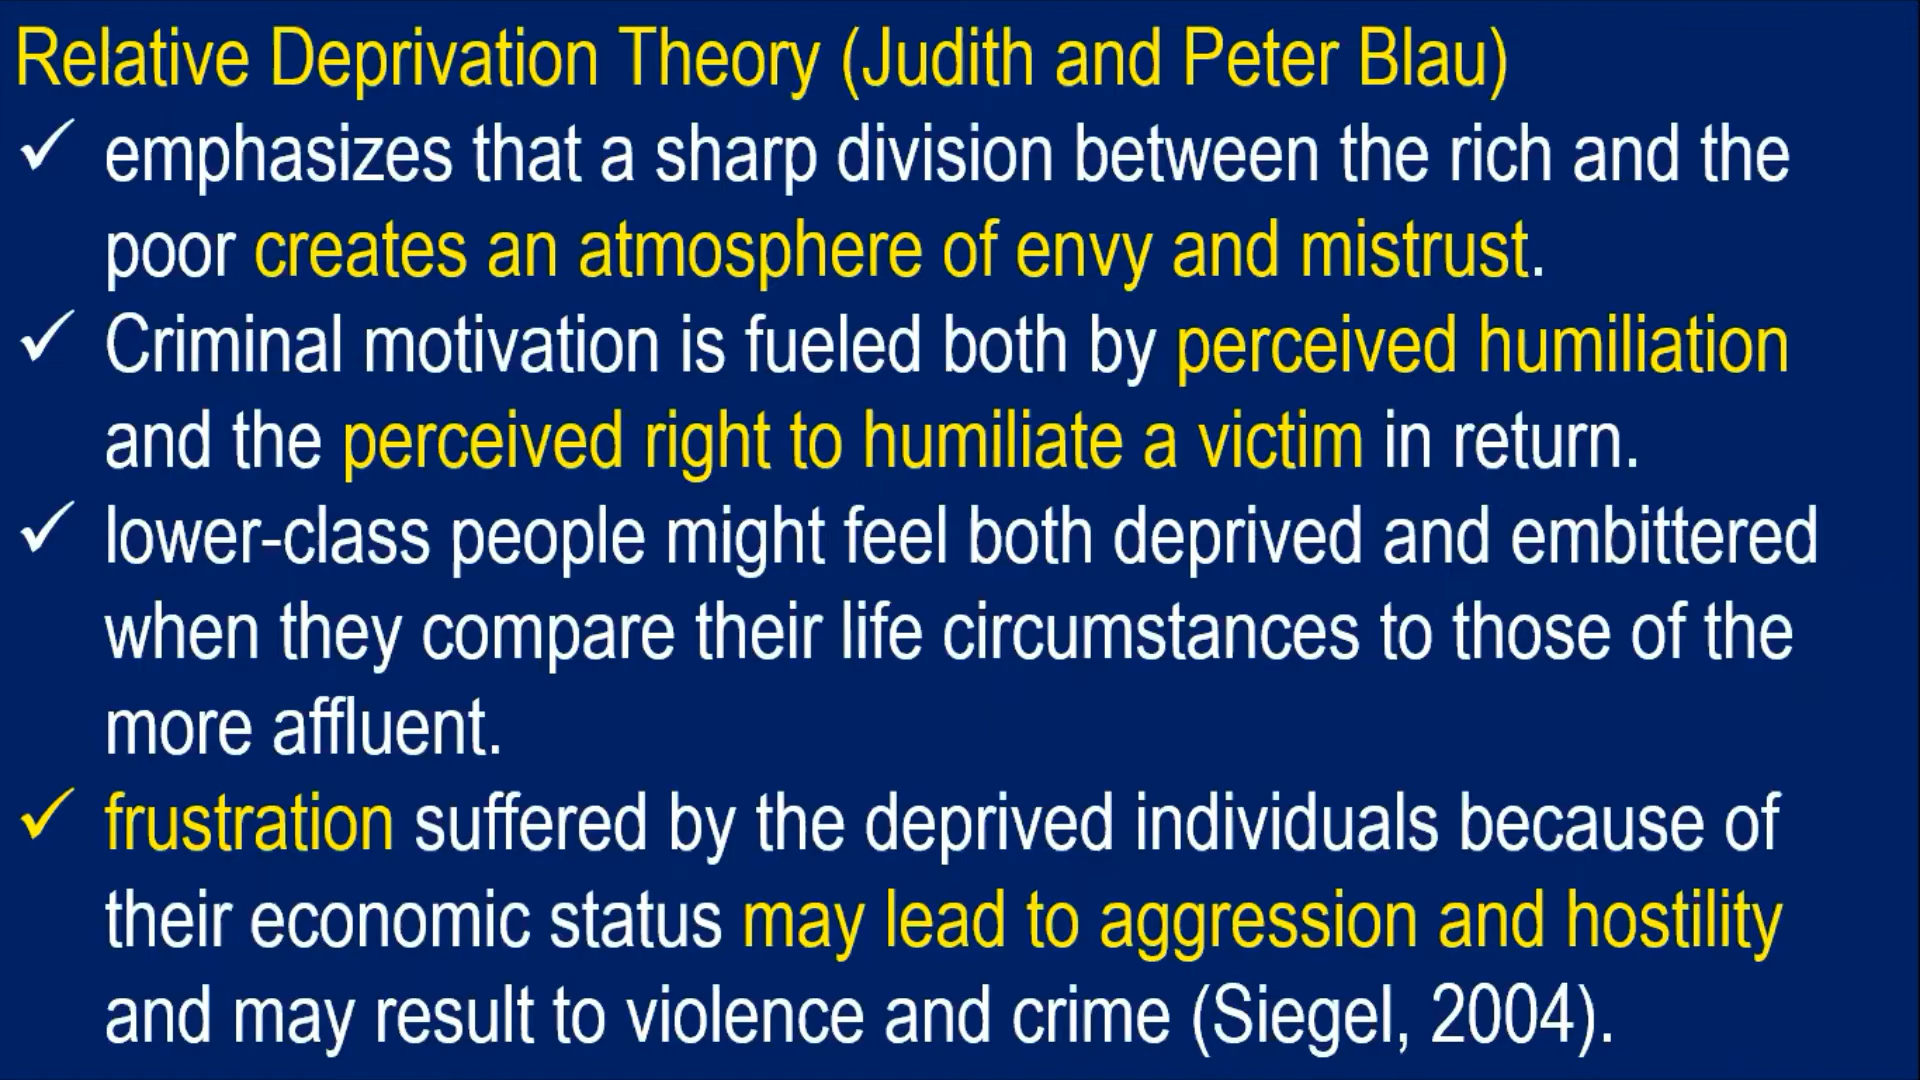 Relative Deprivation Theory (Judith and Peter Blau)
✓ emphasizes that a sharp division between the rich and the
poor creates an atmosphere of envy and mistrust.
✓ Criminal motivation is fueled both by perceived humiliation
and the perceived right to humiliate a victim in return.
✓ lower-class people might feel both deprived and embittered
when they compare their life circumstances to those of the
more affluent.
✓ frustration suffered by the deprived individuals because of
their economic status may lead to aggression and hostility
and may result to violence and crime (Siegel, 2004).